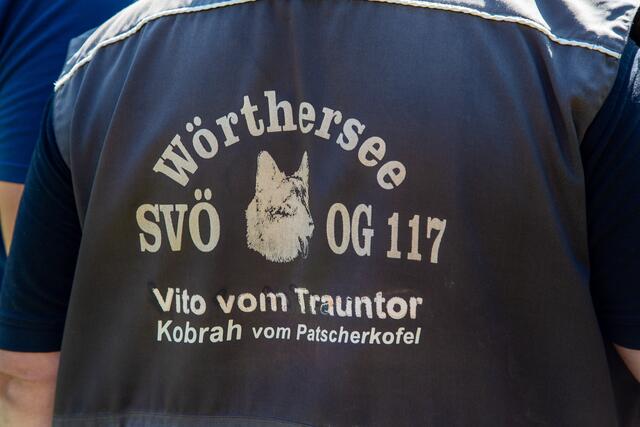 Wörthersee
SVÖ OG 117
Vito vom Trauntor
Kobrah vom Patscherkofel